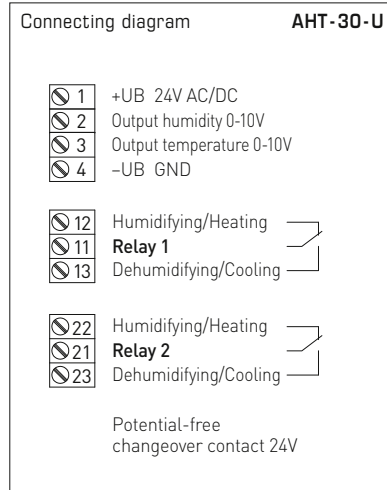 Connecting diagram AHT-30-U
1 +UB 24V AC/DC
2 Output humidity 0-10V
3 Output temperature 0-10V
4 –UB GND
12 Humidifying/Heating
11 Relay 1
13 Dehumidifying/Cooling
22 Humidifying/Heating
21 Relay 2
23 Dehumidifying/Cooling
Potential-free
changeover contact 24V